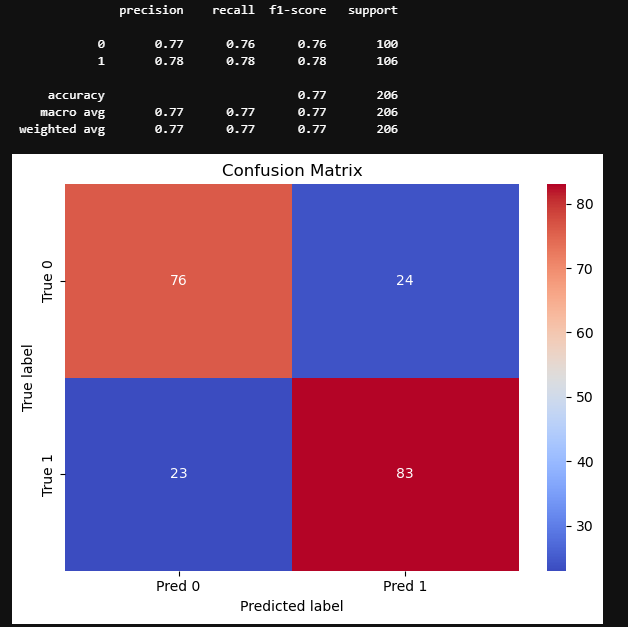 precision recall f1-score support
0 0.77 0.76 0.76 100
1 0.78 0.78 0.78 106
accuracy 0.77 206
macro avg 0.77 0.77 0.77 206
weighted avg 0.77 0.77 0.77 206
Confusion Matrix
True label
True 0
76 24
True 1
23 83
Pred 0 Pred 1
Predicted label
80
70
60
50
40
30